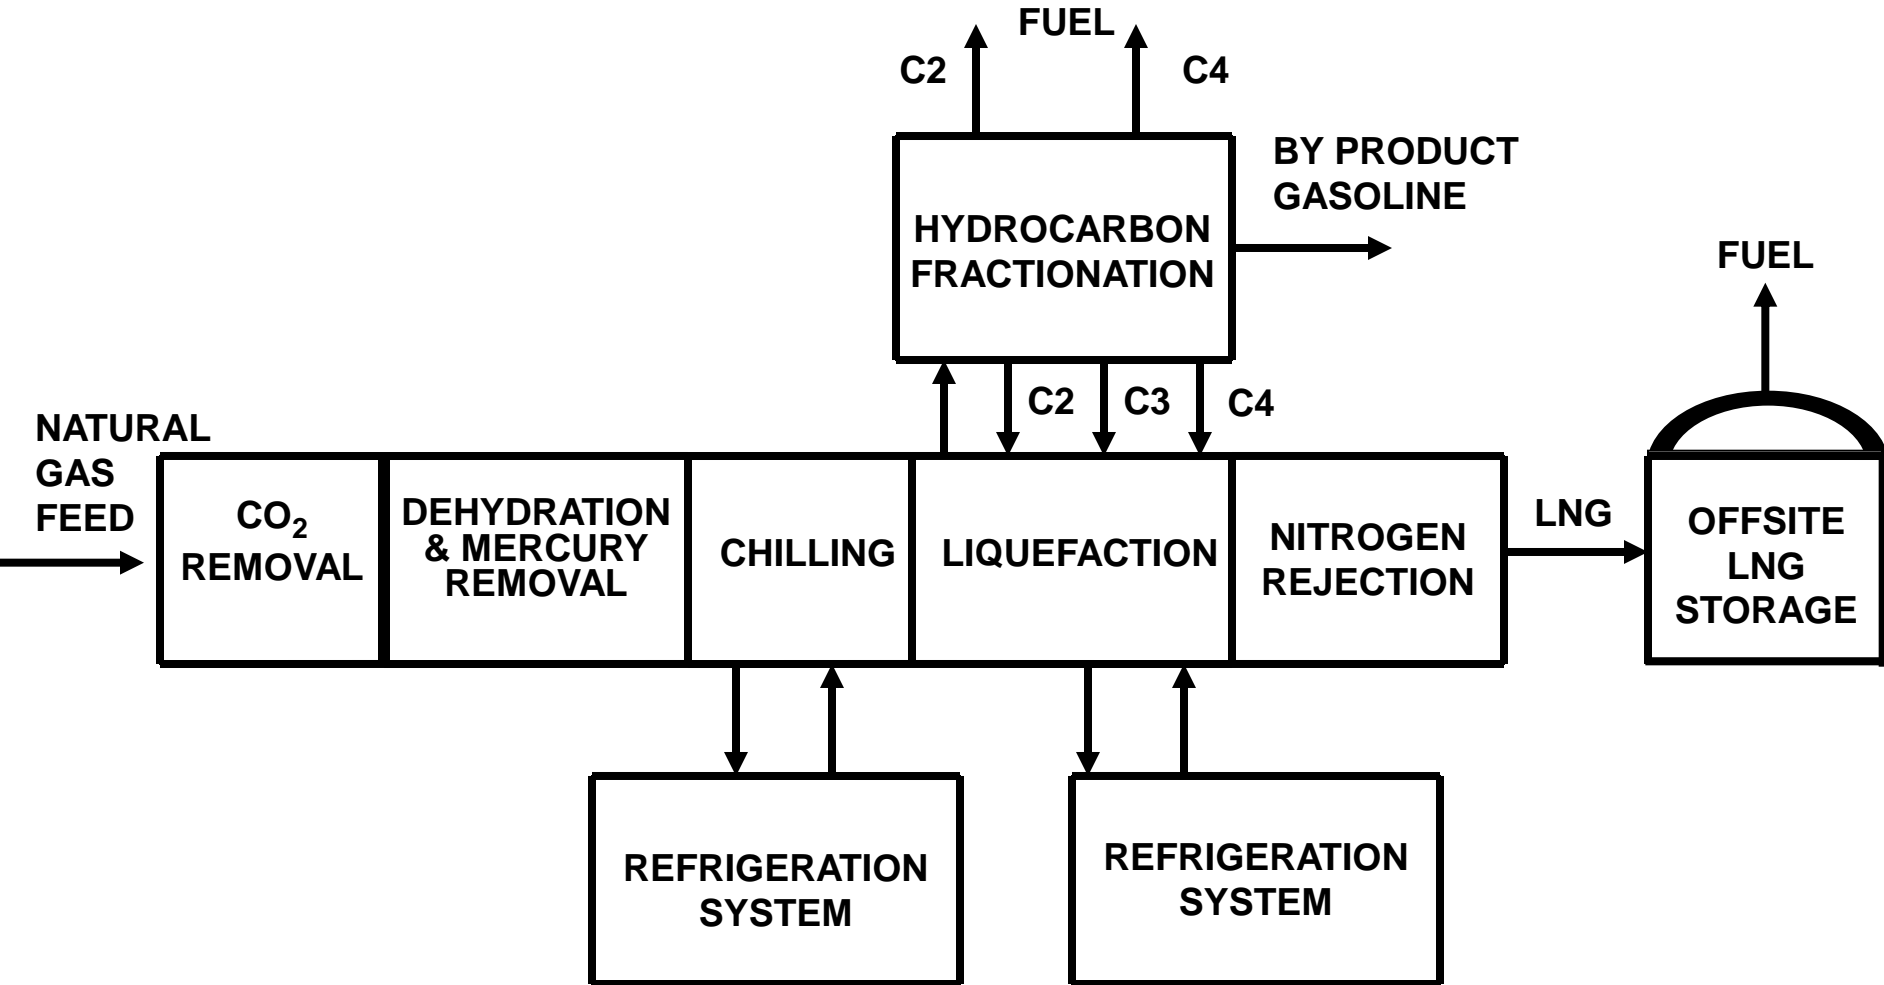 FUEL
C2
C4
BY PRODUCT
GASOLINE
HYDROCARBON
FRACTIONATION
FUEL
C2
C3
C4
NATURAL
GAS
FEED
CO₂
REMOVAL
DEHYDRATION
& MERCURY
REMOVAL
CHILLING
LIQUEFACTION
NITROGEN
REJECTION
LNG
OFFSITE
LNG
STORAGE
REFRIGERATION
SYSTEM
REFRIGERATION
SYSTEM